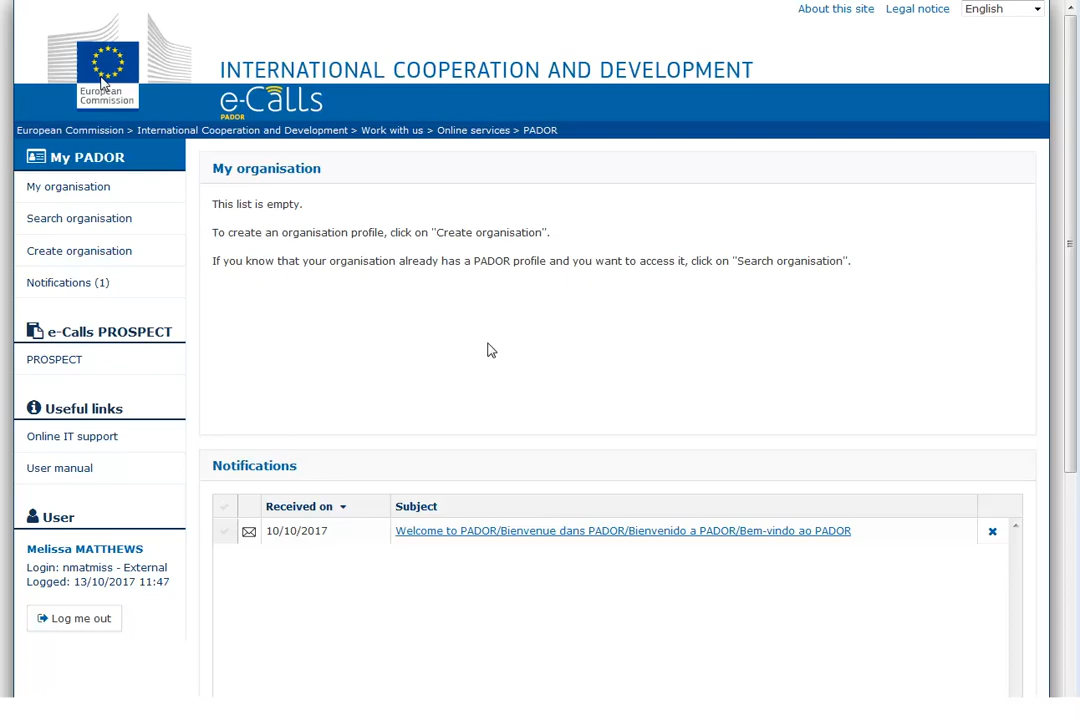 About this site Legal notice English
European
Commission
INTERNATIONAL COOPERATION AND DEVELOPMENT
e-Calls
PADOR
European Commission > International Cooperation and Development > Work with us > Online services > PADOR
My PADOR
My organisation
Search organisation
Create organisation
Notifications (1)
e-Calls PROSPECT
PROSPECT
Useful links
Online IT support
User manual
User
Melissa MATTHEWS
Login: nmatmiss - External
Logged: 13/10/2017 11:47
Log me out
My organisation
This list is empty.
To create an organisation profile, click on "Create organisation".
If you know that your organisation already has a PADOR profile and you want to access it, click on "Search organisation".
Notifications
Received on Subject
10/10/2017 Welcome to PADOR/Bienvenue dans PADOR/Bienvenido a PADOR/Bem-vindo ao PADOR